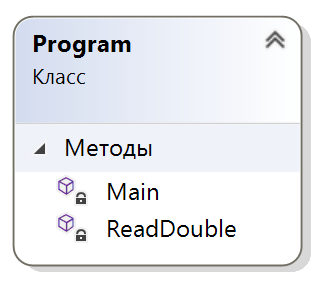 Program
Класс
Методы
Main
ReadDouble